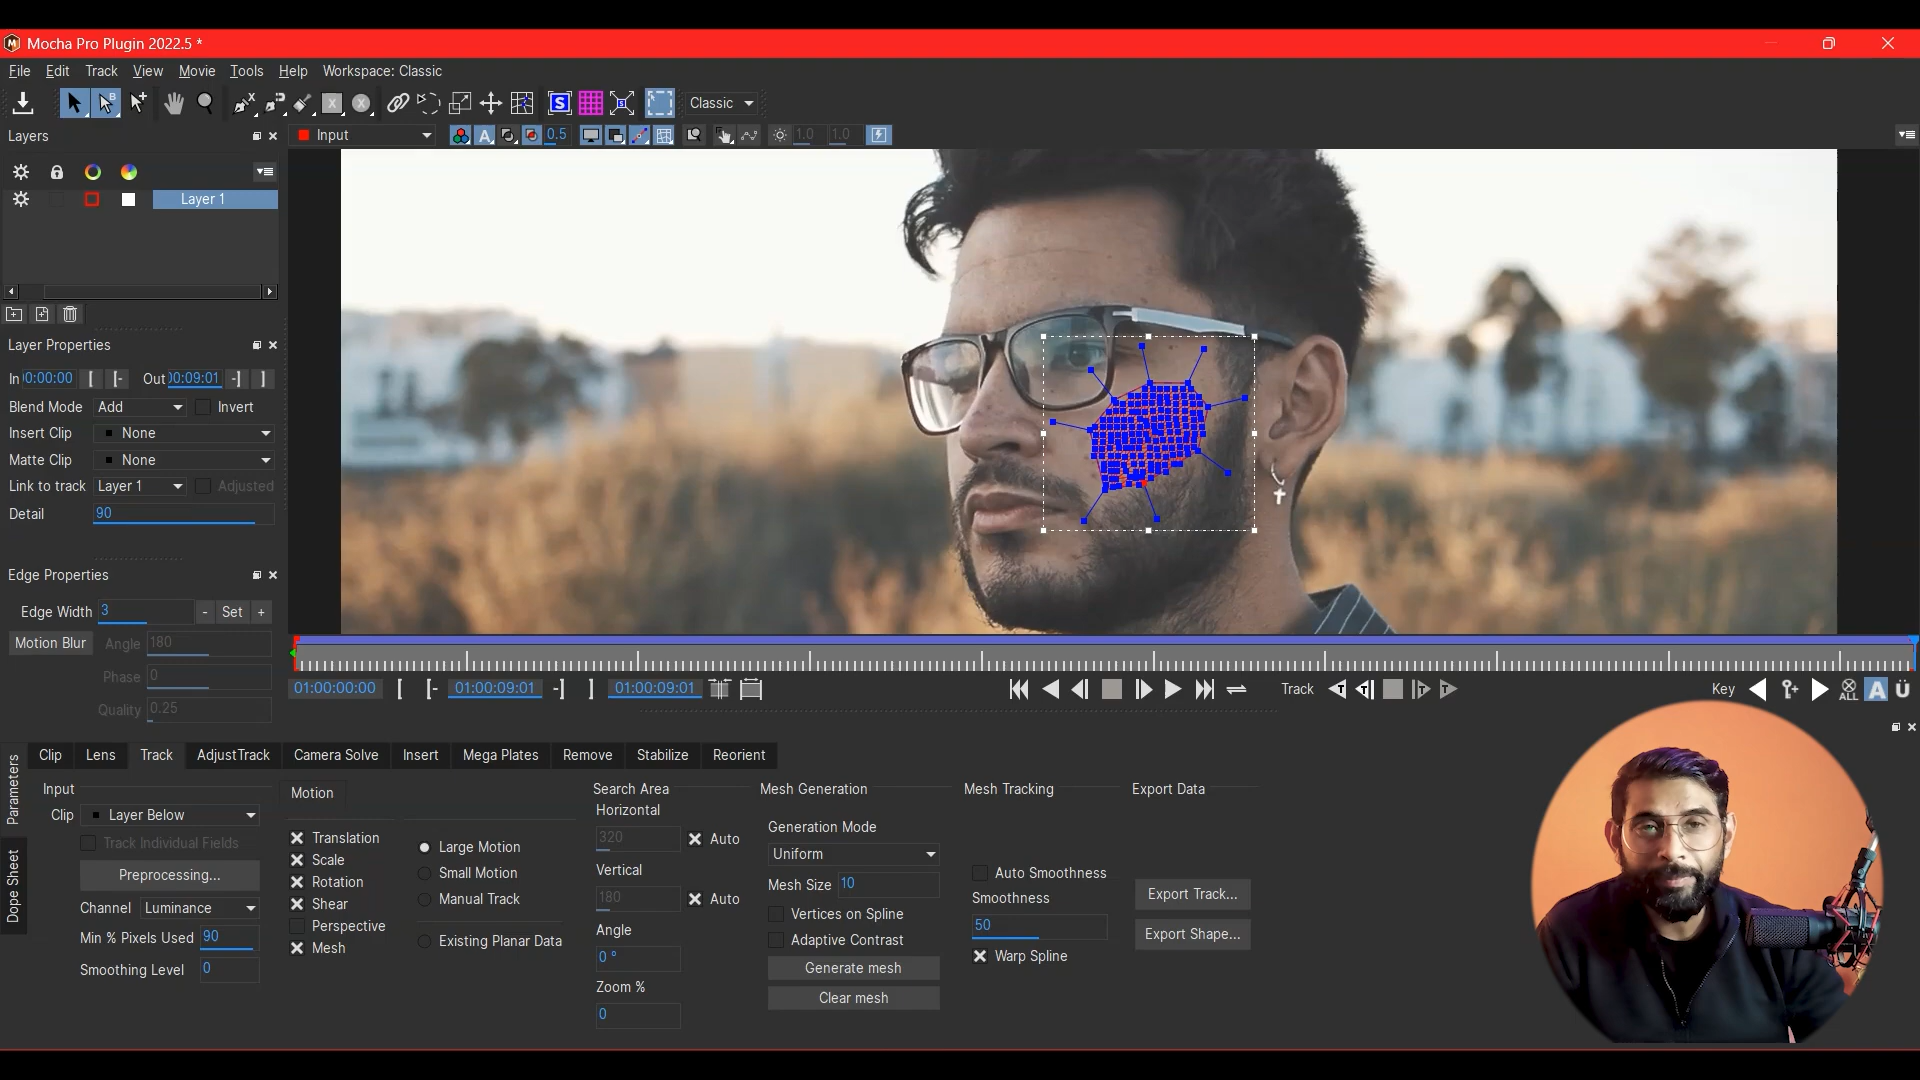 Mocha Pro Plugin 2022.5 *
File Edit Track View Movie Tools Help Workspace: Classic
Classic
Layers
Input
0.5
1.0 1.0
Layer 1
Layer Properties
In 0:00:00 Out 00:09:01
Blend Mode Add Invert
Insert Clip None
Matte Clip None
Link to track Layer 1 Adjusted
Detail 90
Edge Properties
Edge Width 3 - Set +
Motion Blur Angle 180
Phase 0
Quality 0.25
01:00:00:00 01:00:09:01 01:00:09:01 Track Key ALL
Clip Lens Track AdjustTrack Camera Solve Insert Mega Plates Remove Stabilize Reorient
Parameters
Dope Sheet
Input
Clip Layer Below
Track Individual Fields
Preprocessing...
Channel Luminance
Min % Pixels Used 90
Smoothing Level 0
Motion
Translation
Scale
Rotation
Shear
Perspective
Mesh
Large Motion
Small Motion
Manual Track
Existing Planar Data
Search Area
Horizontal
320 Auto
Vertical
180 Auto
Angle
0 °
Zoom %
0
Mesh Generation
Generation Mode
Uniform
Mesh Size 10
Vertices on Spline
Adaptive Contrast
Generate mesh
Clear mesh
Mesh Tracking
Auto Smoothness
Smoothness
50
Warp Spline
Export Data
Export Track...
Export Shape...